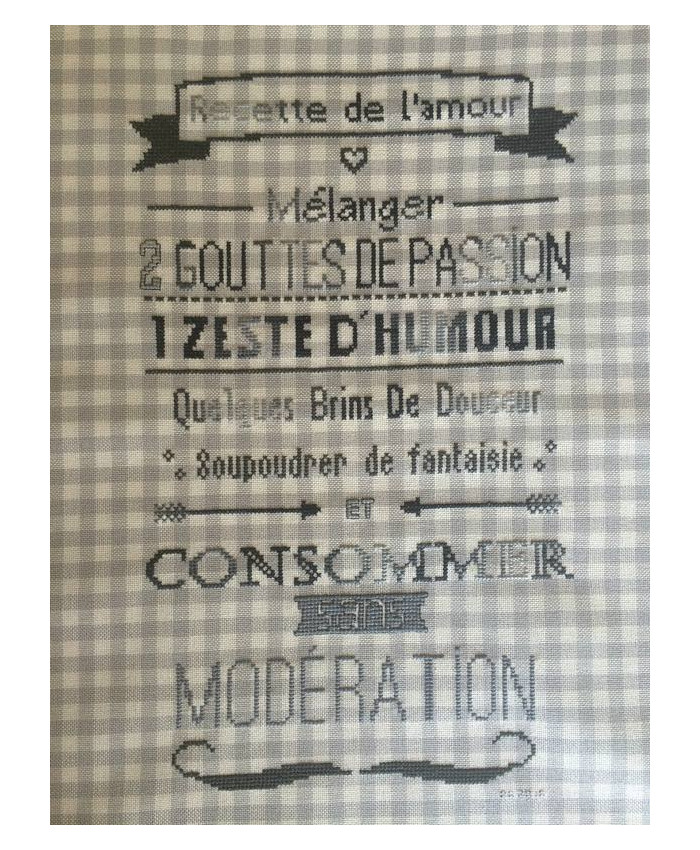 Recette de l'amour
Mélanger
2 GOUTTES DE PASSION
1 ZESTE D'HUMOUR
Quelques Brins De Douceur
Soupoudrer de fantaisie
ET
CONSOMMER
sans
MODÉRATION